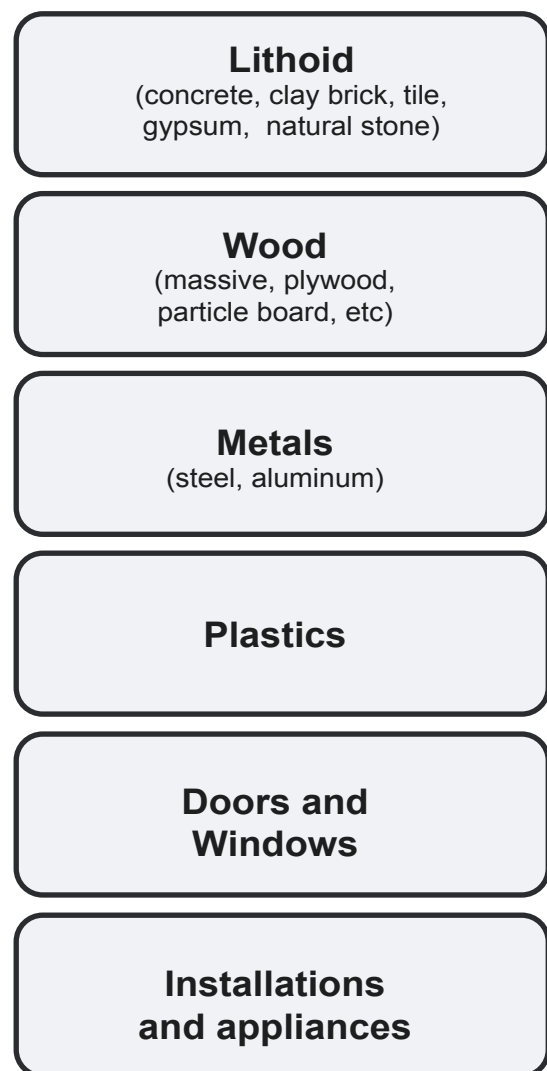 Lithoid
(concrete, clay brick, tile,
gypsum, natural stone)
Wood
(massive, plywood,
particle board, etc)
Metals
(steel, aluminum)
Plastics
Doors and
Windows
Installations
and appliances